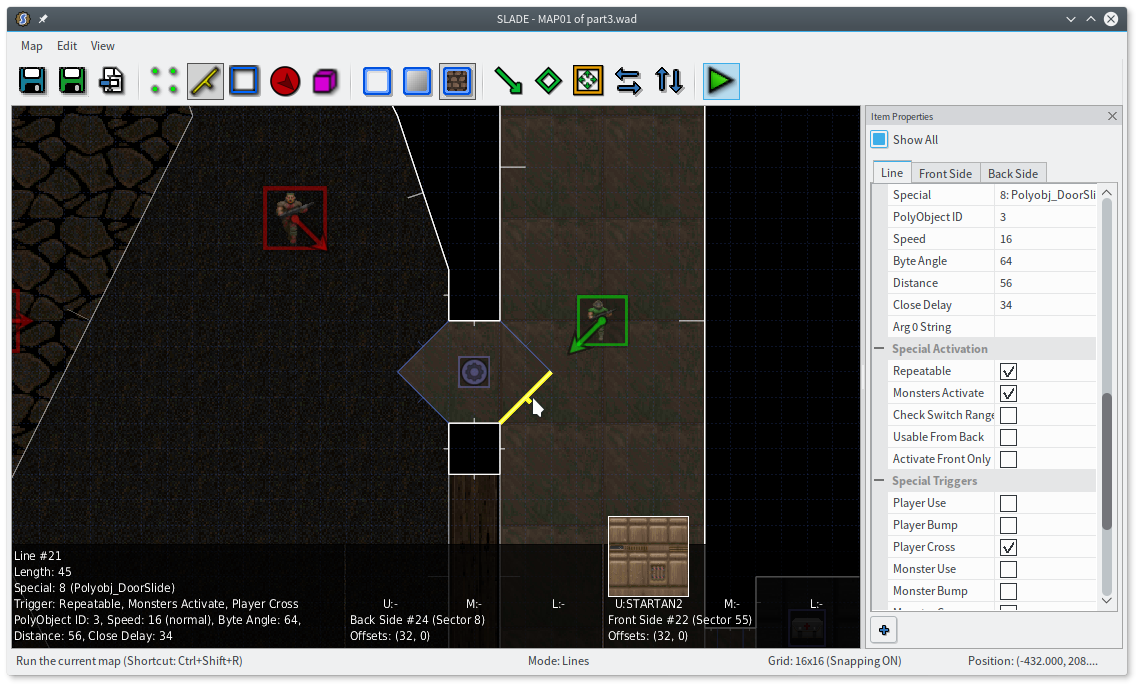 SLADE - MAP01 of part3.wad
Map Edit View
Item Properties
Show All
Line Front Side Back Side
Special 8: Polyobj_DoorSli
PolyObject ID 3
Speed 16
Byte Angle 64
Distance 56
Close Delay 34
Arg 0 String
Special Activation
Repeatable
Monsters Activate
Check Switch Range
Usable From Back
Activate Front Only
Special Triggers
Player Use
Player Bump
Player Cross
Monster Use
Monster Bump
Line #21
Length: 45
Special: 8 (Polyobj_DoorSlide)
Trigger: Repeatable, Monsters Activate, Player Cross
PolyObject ID: 3, Speed: 16 (normal), Byte Angle: 64,
Distance: 56, Close Delay: 34
U:- M:- L:-
Back Side #24 (Sector 8)
Offsets: (32, 0)
U:STARTAN2 M:- L:-
Front Side #22 (Sector 55)
Offsets: (32, 0)
Run the current map (Shortcut: Ctrl+Shift+R) Mode: Lines Grid: 16x16 (Snapping ON) Position: (-432.000, 208....